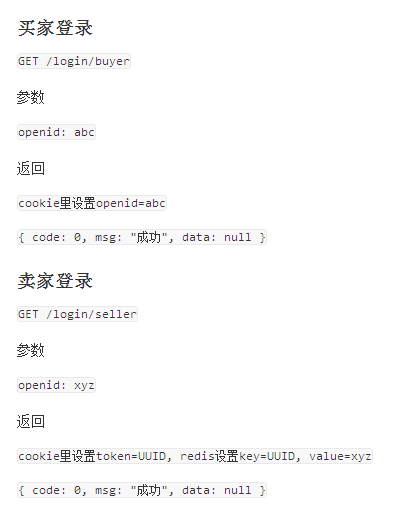 买家登录
GET /login/buyer
参数
openid: abc
返回
cookie里设置openid=abc
{ code: 0, msg: "成功", data: null }
卖家登录
GET /login/seller
参数
openid: xyz
返回
cookie里设置token=UUID, redis设置key=UUID, value=xyz
{ code: 0, msg: "成功", data: null }